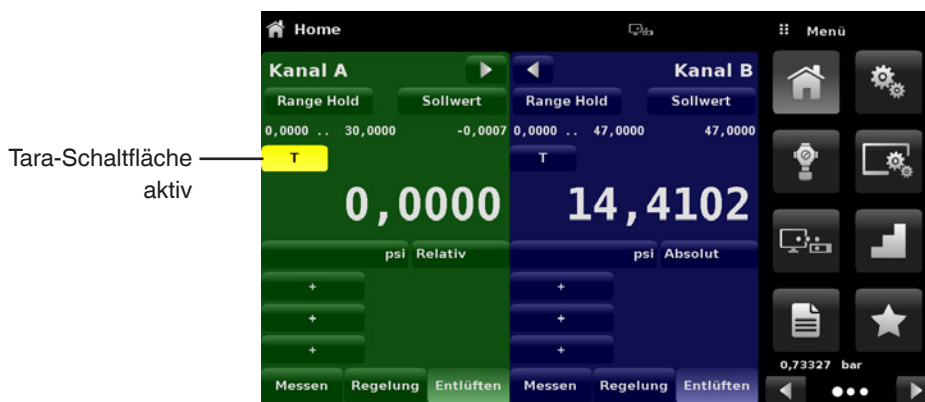 Tara-Schaltfläche
aktiv
Home
Menü
Kanal A
Kanal B
Range Hold
Sollwert
Range Hold
Sollwert
0,0000 .. 30,0000 -0,0007
0,0000 .. 47,0000 47,0000
T
T
0,0000
14,4102
psi Relativ
psi Absolut
+
+
+
+
+
+
Messen Regelung Entlüften
Messen Regelung Entlüften
0,73327 bar